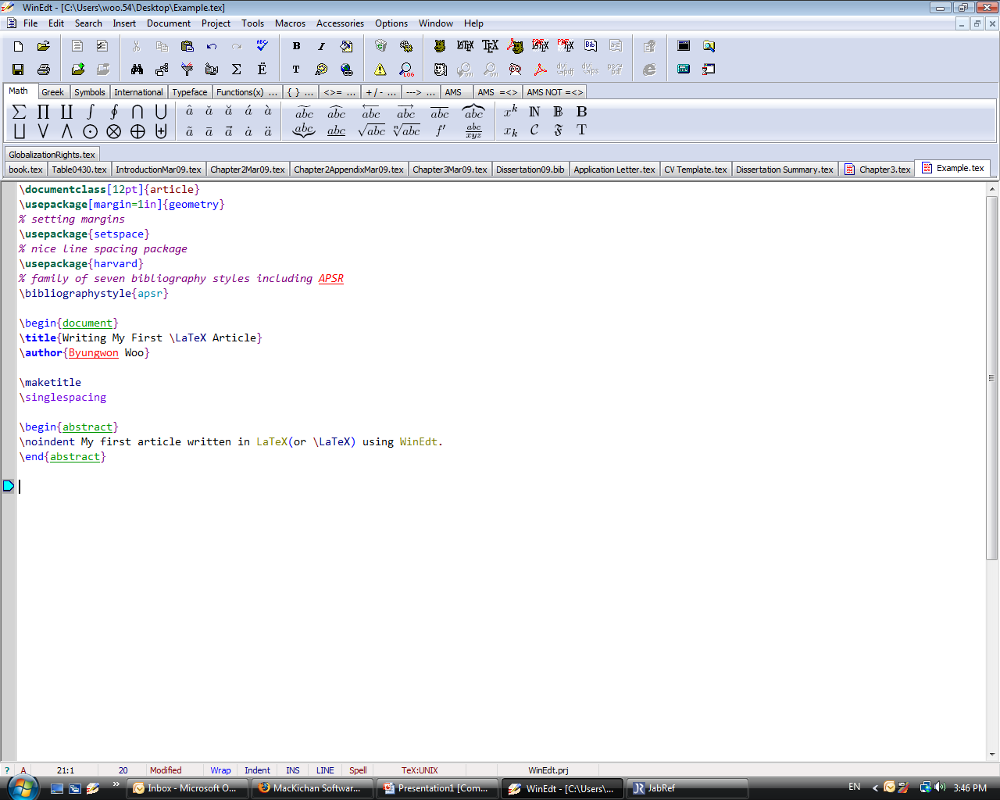 WinEdt - [C:\Users\woo.54\Desktop\Example.tex]
File Edit Search Insert Document Project Tools Macros Accessories Options Window Help
Math Greek Symbols International Typeface Functions(x) ... { } ... <>= ... + / - ... ---> ... AMS AMS =<> AMS NOT =<>
GlobalizationRights.tex
book.tex Table0430.tex IntroductionMar09.tex Chapter2Mar09.tex Chapter2AppendixMar09.tex Chapter3Mar09.tex Dissertation09.bib Application Letter.tex CV Template.tex Dissertation Summary.tex Chapter3.tex Example.tex
\documentclass[12pt]{article}
\usepackage[margin=1in]{geometry}
% setting margins
\usepackage{setspace}
% nice line spacing package
\usepackage{harvard}
% family of seven bibliography styles including APSR
\bibliographystyle{apsr}
\begin{document}
\title{Writing My First \LaTeX Article}
\author{Byungwon Woo}
\maketitle
\singlespacing
\begin{abstract}
\noindent My first article written in LaTeX(or \LaTeX) using WinEdt.
\end{abstract}
? A 21:1 20 Modified Wrap Indent INS LINE Spell TeX:UNIX WinEdt.prj
Inbox - Microsoft O... MacKichan Softwar... Presentation1 [Com... WinEdt - [C:\Users\... JabRef EN 3:46 PM